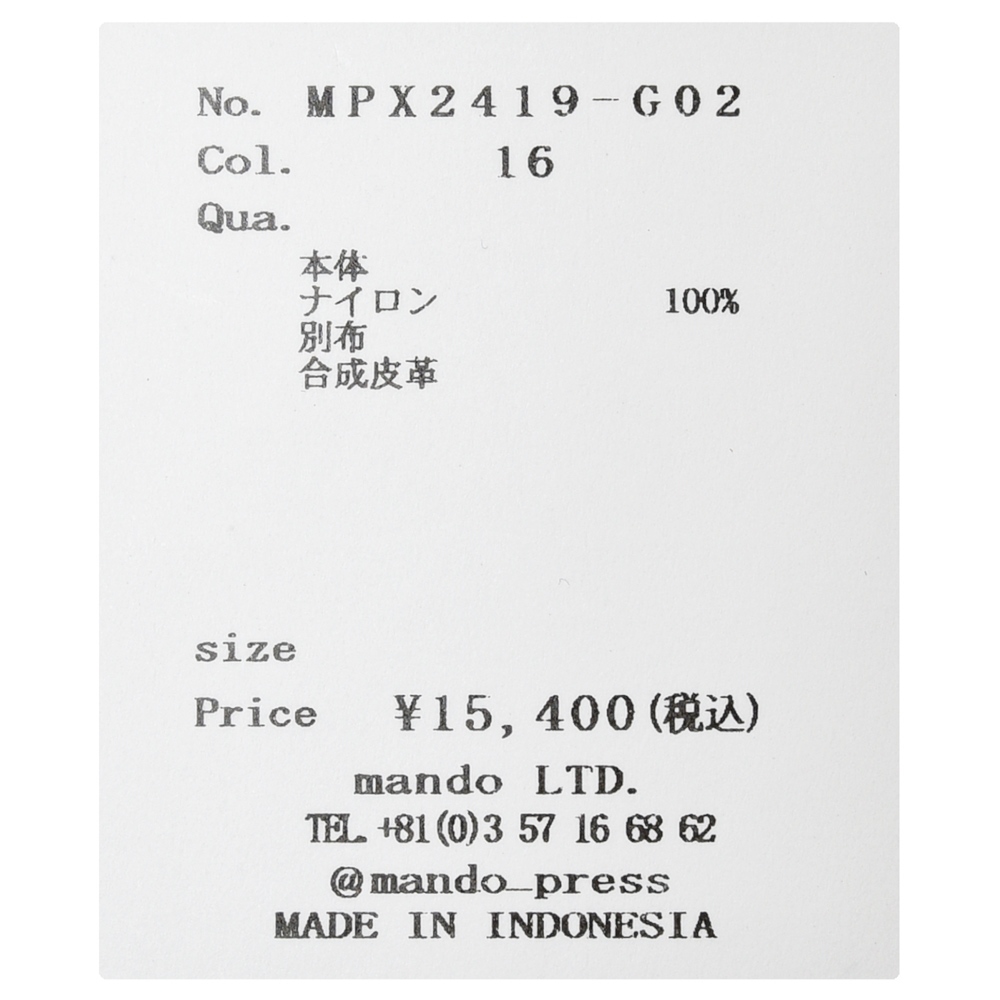 No. MPX2419-G02
Col. 16
Qua.
本体
ナイロン 100%
別布
合成皮革
size
Price ¥15,400(税込)
mando LTD.
TEL. +81(0)3 57 16 68 62
@mando_press
MADE IN INDONESIA